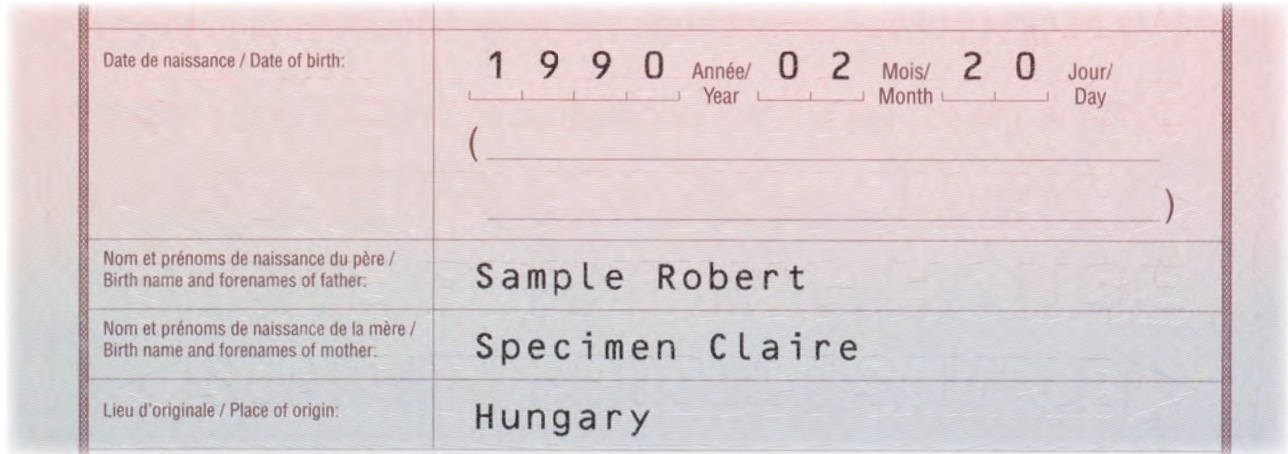 Date de naissance / Date of birth:
1 9 9 0 Année/ Year 0 2 Mois/ Month 2 0 Jour/ Day
(
)
Nom et prénoms de naissance du père /
Birth name and forenames of father:
Sample Robert
Nom et prénoms de naissance de la mère /
Birth name and forenames of mother:
Specimen Claire
Lieu d'originale / Place of origin:
Hungary